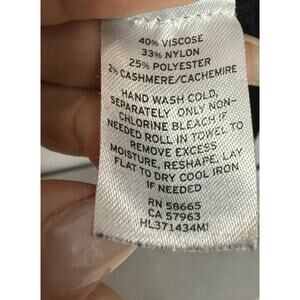 40% VISCOSE
33% NYLON
25% POLYESTER
2% CASHMERE/CACHEMIRE
HAND WASH COLD,
SEPARATELY ONLY NON-
CHLORINE BLEACH IF
NEEDED ROLL IN TOWEL TO
REMOVE EXCESS
MOISTURE, RESHAPE, LAY
FLAT TO DRY COOL IRON,
IF NEEDED
RN 58665
CA 57963
HL371434MI